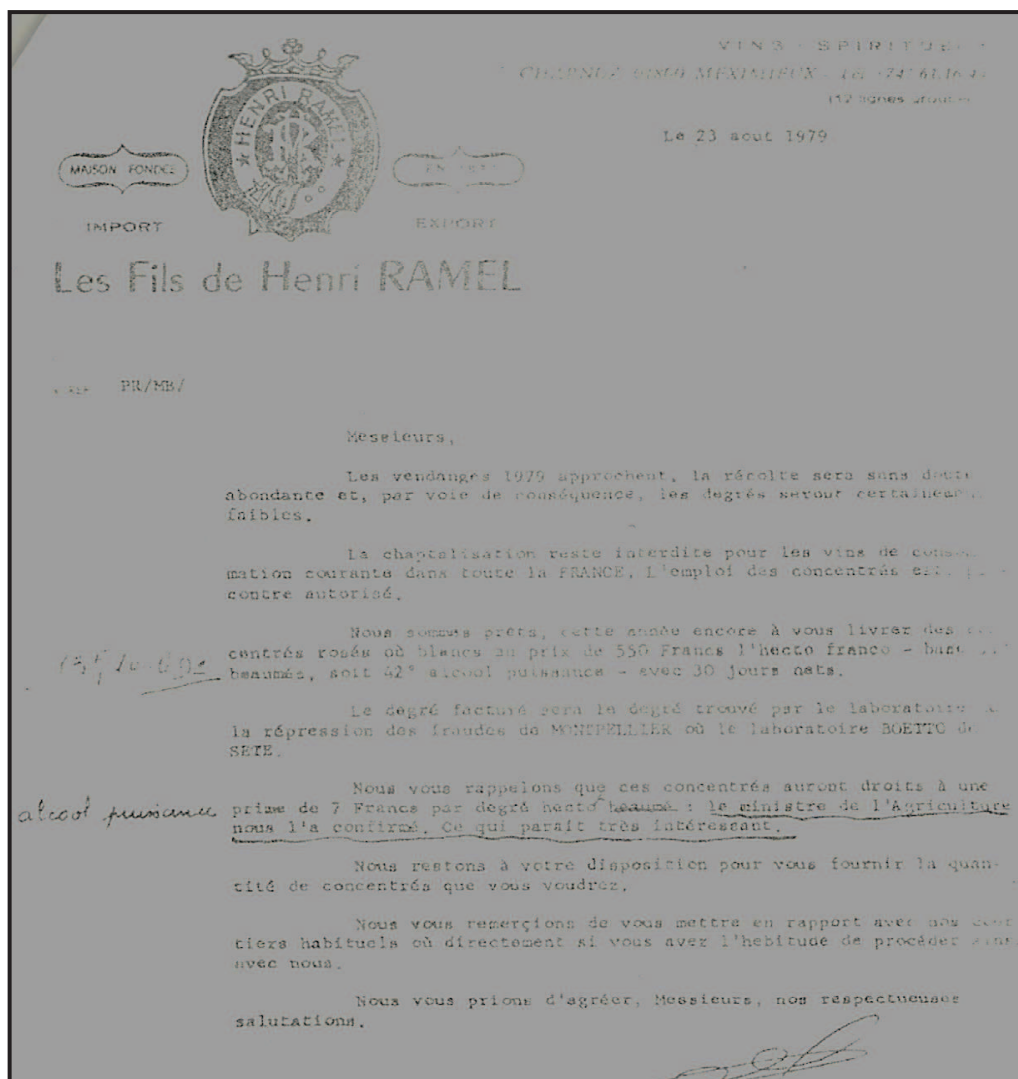 VINS - SPIRITUEUX
MEXIMIEUX
Le 23 aout 1979
HENRI RAMEL
MAISON FONDEE
IMPORT
EXPORT
Les Fils de Henri RAMEL
PR/MB/
Messieurs,
Les vendanges 1979 approchent, la récolte sera sans doute
abondante et, par voie de conséquence, les degrés seront
faibles.
La chaptalisation reste interdite pour les vins de
mation courante dans toute la FRANCE. L'emploi des concentrés est
contre autorisé.
Nous sommes prêts, cette année encore à vous livrer des
centrés rosés où blancs au prix de 550 Francs l'hecto franco - base
beaumés, soit 42° alcool puissance - avec 30 jours nets.
Le degré facturé sera le degré trouvé par le laboratoire
la répression des fraudes de MONTPELLIER où le laboratoire BOETTO de
SETE.
Nous vous rappelons que ces concentrés auront droits à une
alcool puissance prime de 7 Francs par degré hecto beaumé : le ministre de l'Agriculture
nous l'a confirmé. Ce qui parait très intéressant.
Nous restons à votre disposition pour vous fournir la quan-
tité de concentrés que vous voudrez.
Nous vous remerçions de vous mettre en rapport avec nos
tiers habituels où directement si vous avez l'hebitude de procéder
avec nous.
Nous vous prions d'agréer, Messieurs, nos respectueuses
salutations.